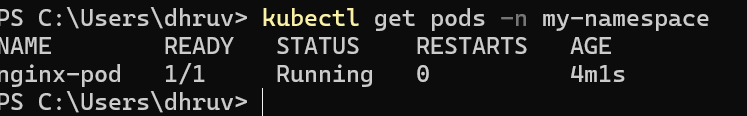 PS C:\Users\dhruv> kubectl get pods -n my-namespace
NAME READY STATUS RESTARTS AGE
nginx-pod 1/1 Running 0 4m1s
PS C:\Users\dhruv>